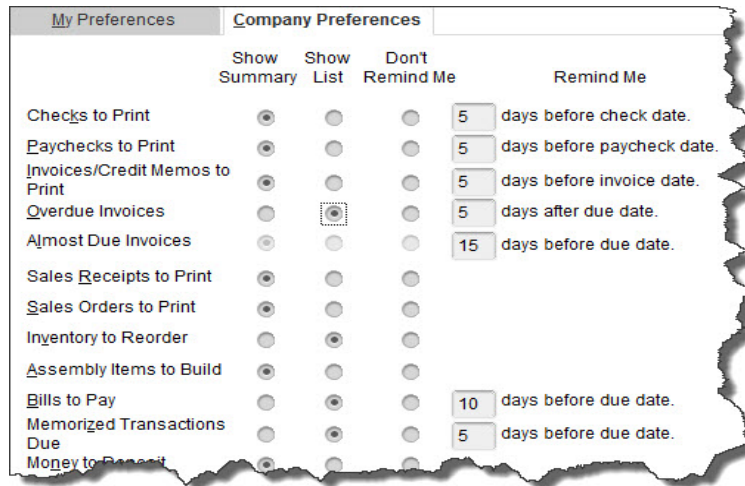 My Preferences Company Preferences
Show Show Don't
Summary List Remind Me Remind Me
Checks to Print 5 days before check date.
Paychecks to Print 5 days before paycheck date.
Invoices/Credit Memos to
Print 5 days before invoice date.
Overdue Invoices 5 days after due date.
Almost Due Invoices 15 days before due date.
Sales Receipts to Print
Sales Orders to Print
Inventory to Reorder
Assembly Items to Build
Bills to Pay 10 days before due date.
Memorized Transactions
Due 5 days before due date.
Money to Deposit